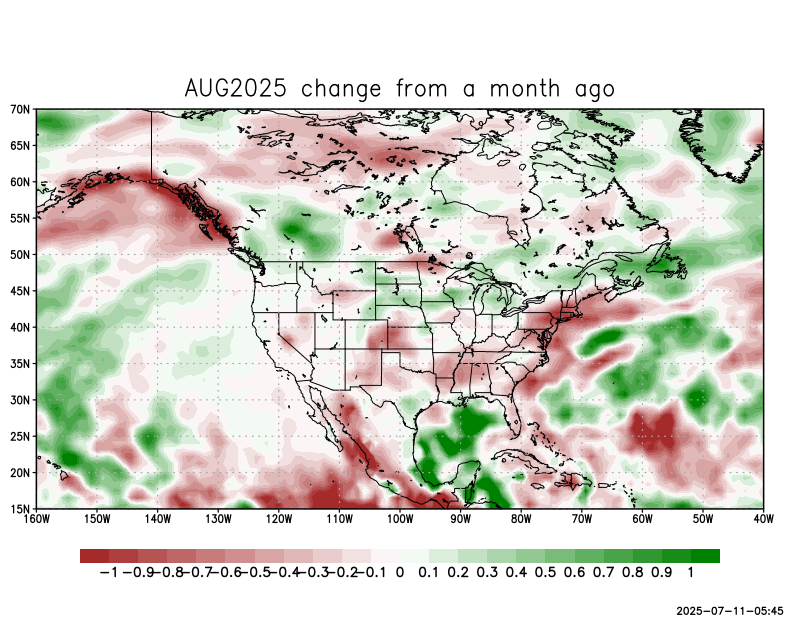 AUG2025 change from a month ago
70N
65N
60N
55N
50N
45N
40N
35N
30N
25N
20N
15N
160W 150W 140W 130W 120W 110W 100W 90W 80W 70W 60W 50W 40W
-1 -0.9 -0.8 -0.7 -0.6 -0.5 -0.4 -0.3 -0.2 -0.1 0 0.1 0.2 0.3 0.4 0.5 0.6 0.7 0.8 0.9 1
2025-07-11-05:45